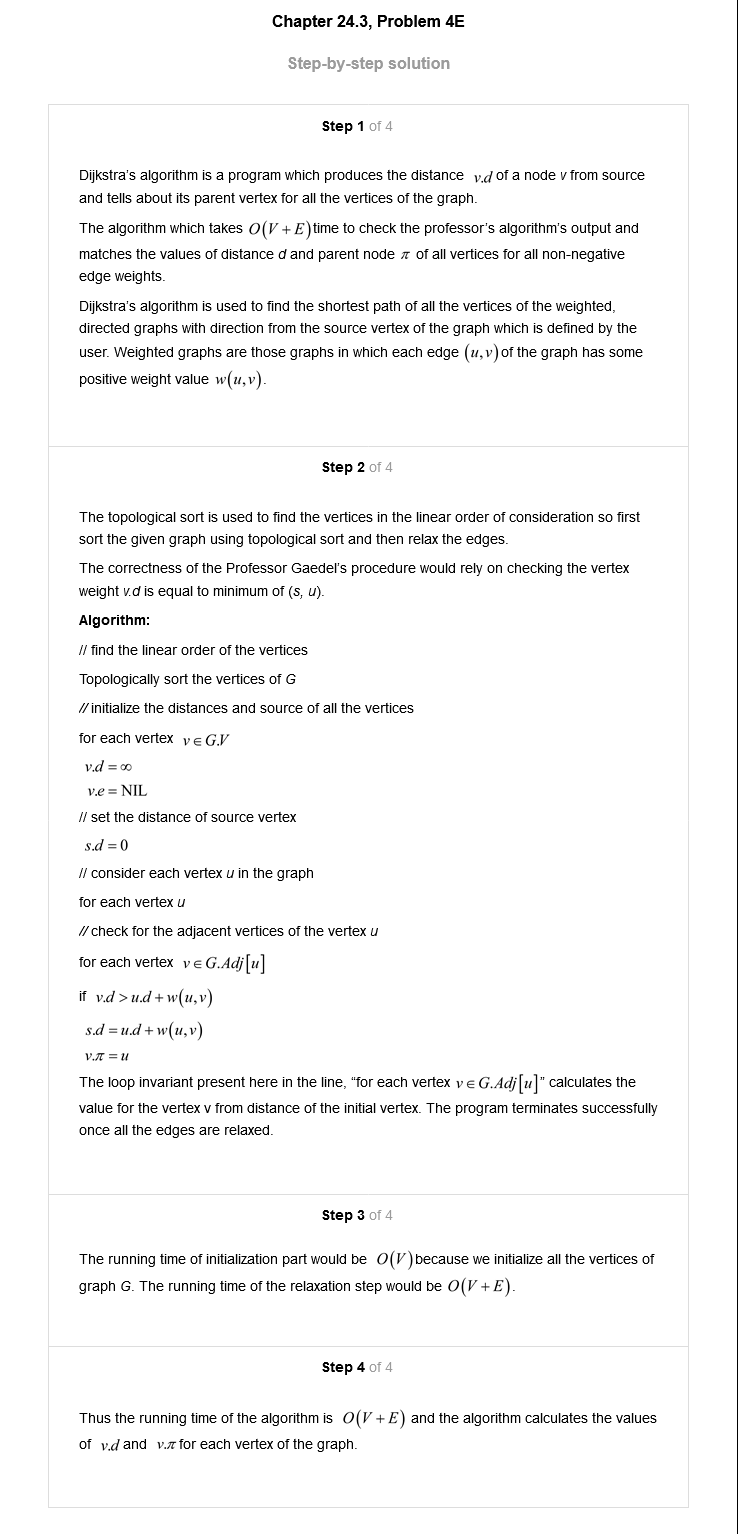 Chapter 24.3, Problem 4E
Step-by-step solution
Step 1 of 4
Dijkstra's algorithm is a program which produces the distance v.d of a node v from source
and tells about its parent vertex for all the vertices of the graph.
The algorithm which takes O(V + E) time to check the professor's algorithm's output and
matches the values of distance d and parent node π of all vertices for all non-negative
edge weights.
Dijkstra's algorithm is used to find the shortest path of all the vertices of the weighted,
directed graphs with direction from the source vertex of the graph which is defined by the
user. Weighted graphs are those graphs in which each edge (u,v) of the graph has some
positive weight value w(u,v).
Step 2 of 4
The topological sort is used to find the vertices in the linear order of consideration so first
sort the given graph using topological sort and then relax the edges.
The correctness of the Professor Gaedel's procedure would rely on checking the vertex
weight v.d is equal to minimum of (s, u).
Algorithm:
// find the linear order of the vertices
Topologically sort the vertices of G
// initialize the distances and source of all the vertices
for each vertex v ∈ G.V
v.d = ∞
v.e = NIL
// set the distance of source vertex
s.d = 0
// consider each vertex u in the graph
for each vertex u
// check for the adjacent vertices of the vertex u
for each vertex v ∈ G.Adj[u]
if v.d > u.d + w(u,v)
s.d = u.d + w(u,v)
v.π = u
The loop invariant present here in the line, "for each vertex v ∈ G.Adj[u]" calculates the
value for the vertex v from distance of the initial vertex. The program terminates successfully
once all the edges are relaxed.
Step 3 of 4
The running time of initialization part would be O(V) because we initialize all the vertices of
graph G. The running time of the relaxation step would be O(V + E).
Step 4 of 4
Thus the running time of the algorithm is O(V + E) and the algorithm calculates the values
of v.d and v.π for each vertex of the graph.